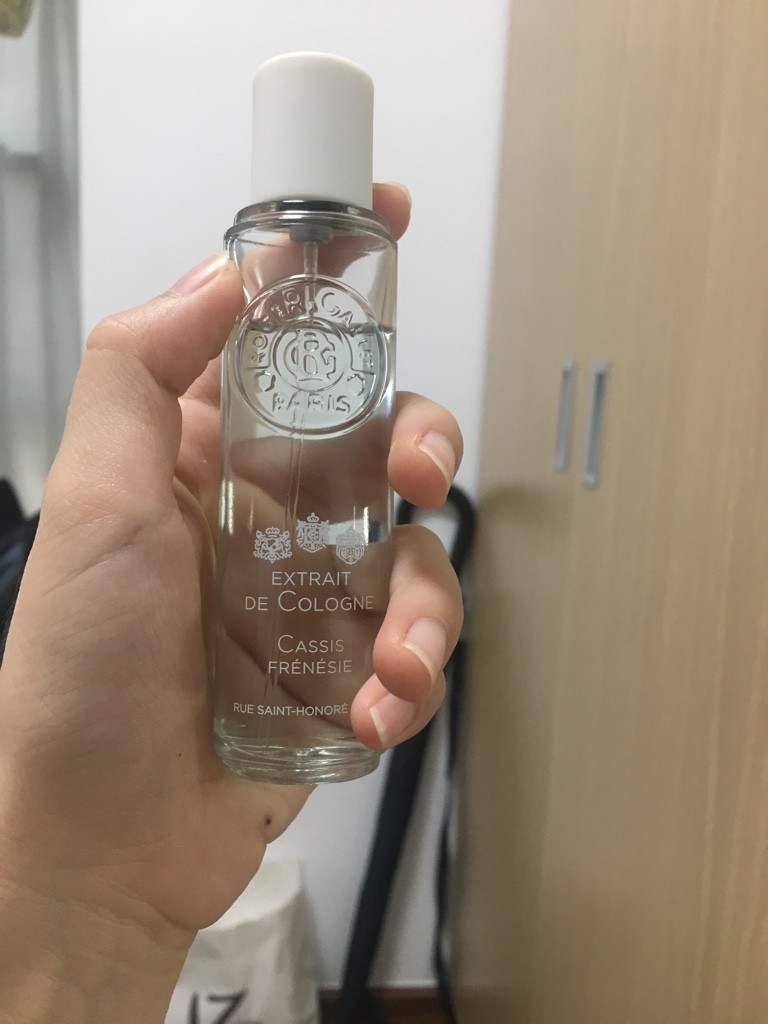 ROGER & GALLET
PARIS
EXTRAIT
DE COLOGNE
CASSIS
FRÉNÉSIE
RUE SAINT-HONORÉ